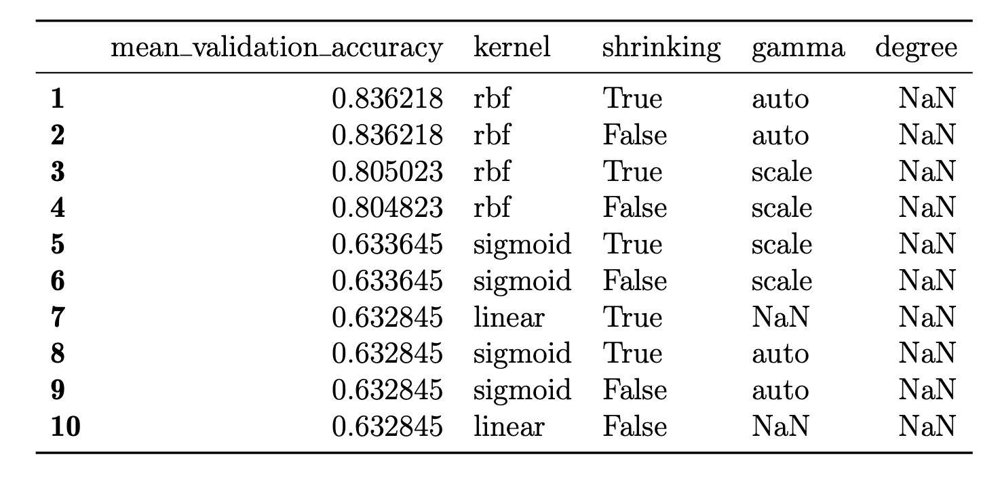 mean_validation_accuracy kernel shrinking gamma degree
1 0.836218 rbf True auto NaN
2 0.836218 rbf False auto NaN
3 0.805023 rbf True scale NaN
4 0.804823 rbf False scale NaN
5 0.633645 sigmoid True scale NaN
6 0.633645 sigmoid False scale NaN
7 0.632845 linear True NaN NaN
8 0.632845 sigmoid True auto NaN
9 0.632845 sigmoid False auto NaN
10 0.632845 linear False NaN NaN